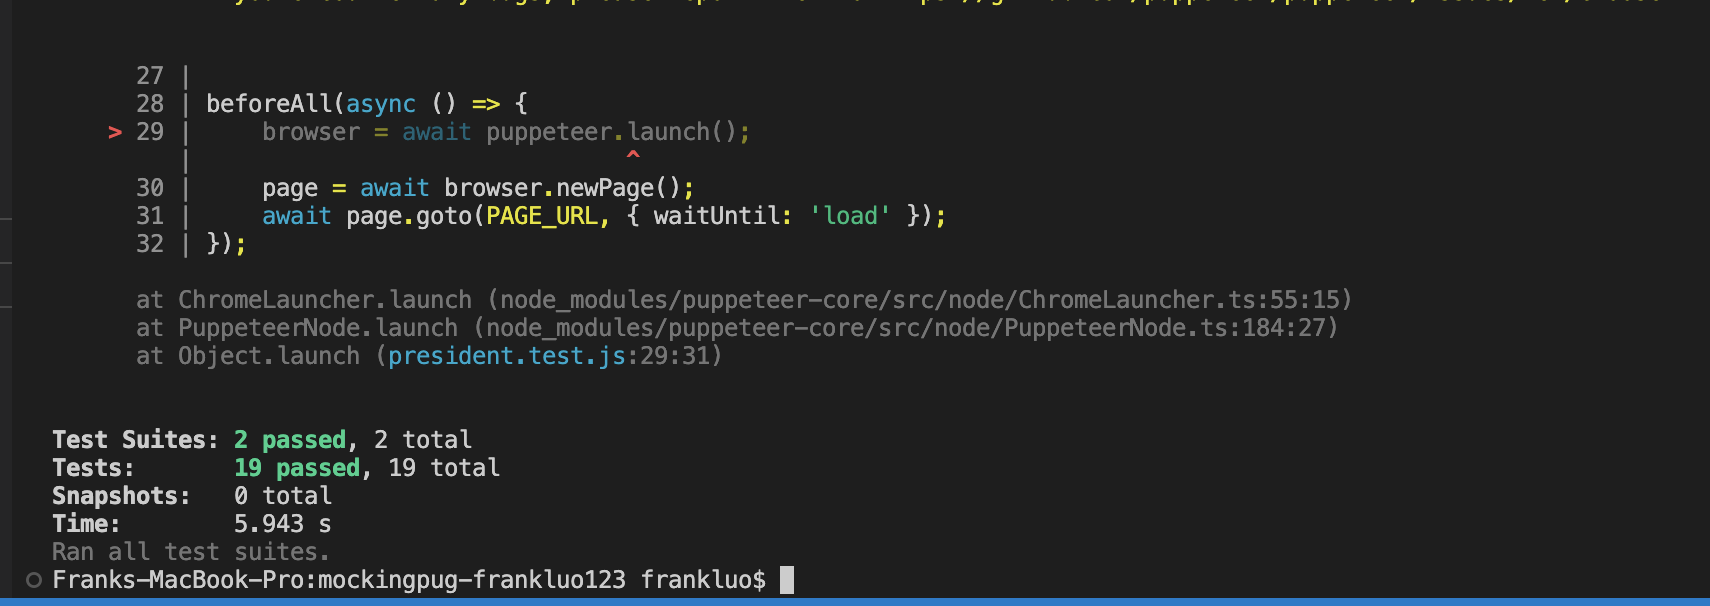 27 |
28 | beforeAll(async () => {
> 29 |     browser = await puppeteer.launch();
|                                ^
30 |     page = await browser.newPage();
31 |     await page.goto(PAGE_URL, { waitUntil: 'load' });
32 | });
at ChromeLauncher.launch (node_modules/puppeteer-core/src/node/ChromeLauncher.ts:55:15)
at PuppeteerNode.launch (node_modules/puppeteer-core/src/node/PuppeteerNode.ts:184:27)
at Object.launch (president.test.js:29:31)
Test Suites: 2 passed, 2 total
Tests:       19 passed, 19 total
Snapshots:   0 total
Time:        5.943 s
Ran all test suites.
Franks-MacBook-Pro:mockingpug-frankluo123 frankluo$